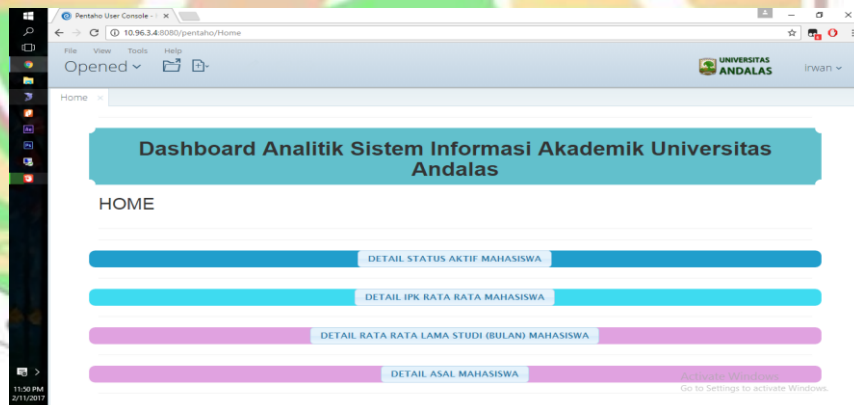 Pentaho User Console -
10.96.3.4:8080/pentaho/Home
File View Tools Help
Opened
UNIVERSITAS
ANDALAS
Irwan
Home
Dashboard Analitik Sistem Informasi Akademik Universitas
Andalas
HOME
DETAIL STATUS AKTIF MAHASISWA
DETAIL IPK RATA RATA MAHASISWA
DETAIL RATA RATA LAMA STUDI (BULAN) MAHASISWA
DETAIL ASAL MAHASISWA
Activate Windows
Go to Settings to activate Windows.
11:50 PM
2/11/2017